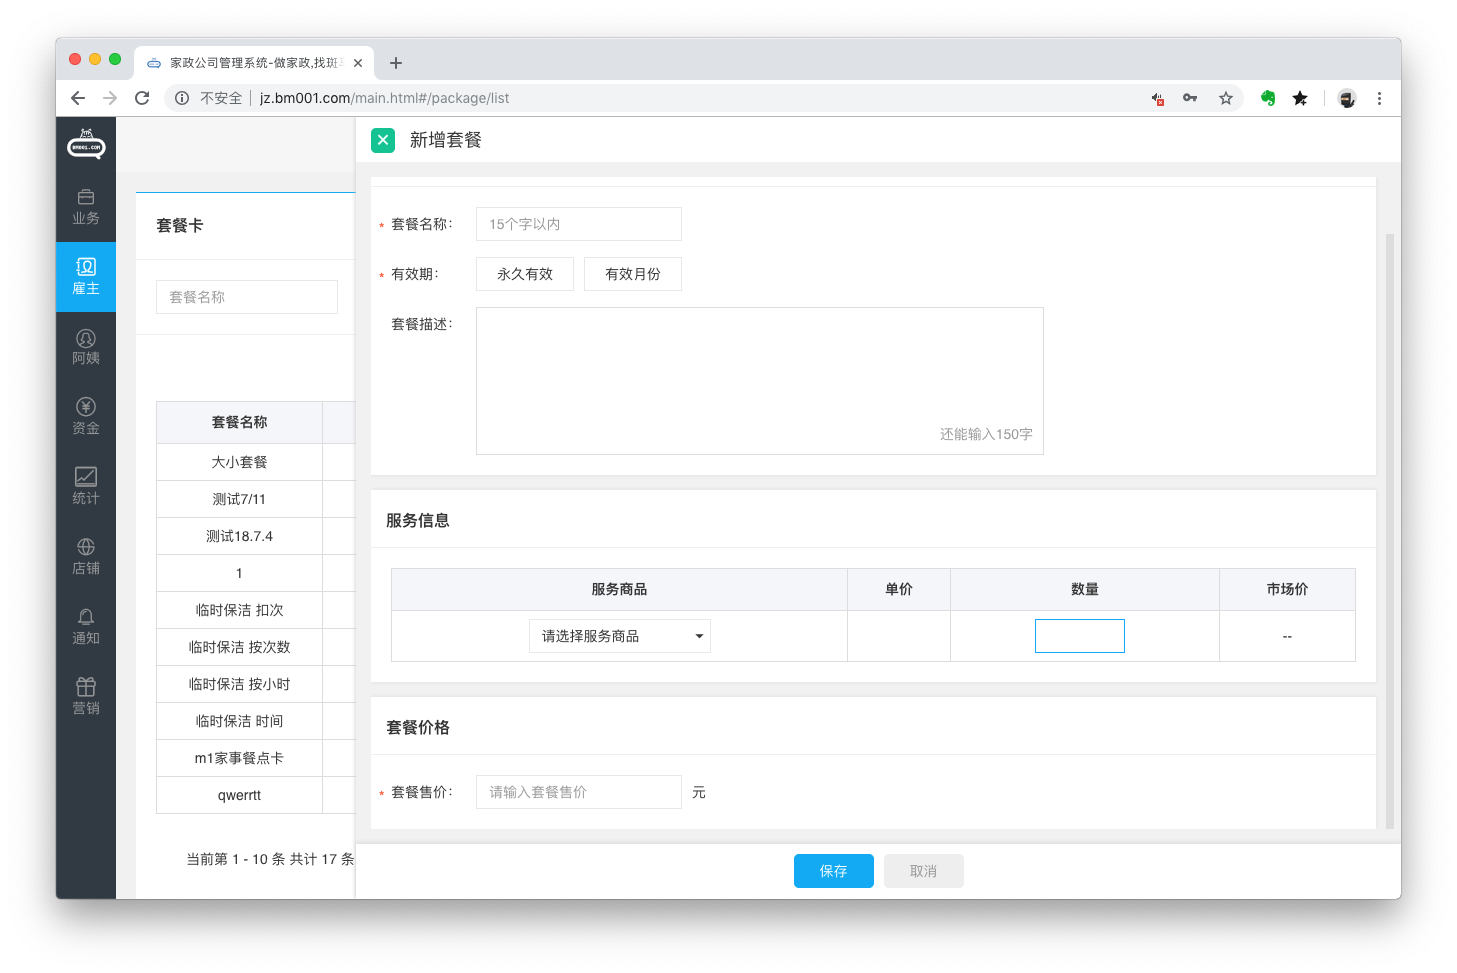 家政公司管理系统-做家政,找斑
不安全 jz.bm001.com/main.html#/package/list
BM001.COM
业务
雇主
阿姨
资金
统计
店铺
通知
营销
套餐卡
套餐名称
套餐名称
大小套餐
测试7/11
测试18.7.4
1
临时保洁 扣次
临时保洁 按次数
临时保洁 按小时
临时保洁 时间
m1家事餐点卡
qwerrtt
当前第 1 - 10 条 共计 17 条
新增套餐
* 套餐名称: 15个字以内
* 有效期: 永久有效 有效月份
套餐描述:
还能输入150字
服务信息
服务商品 单价 数量 市场价
请选择服务商品 --
套餐价格
* 套餐售价: 请输入套餐售价 元
保存 取消